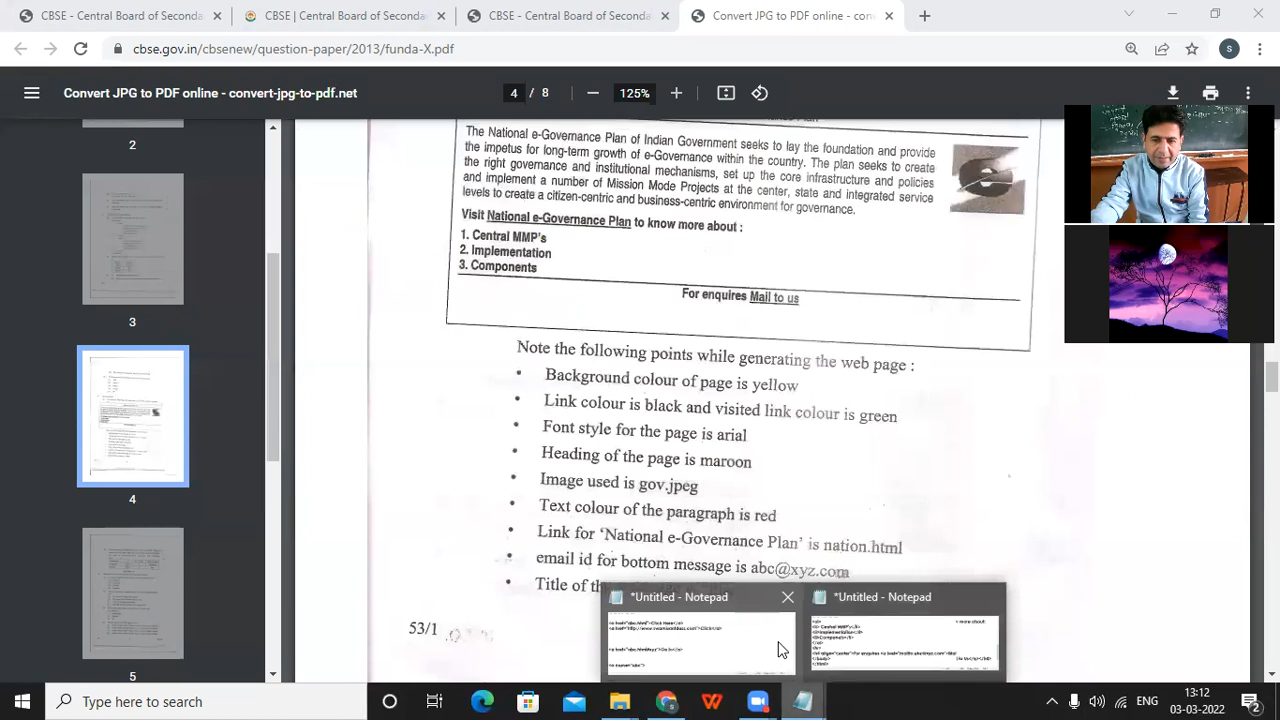 CBSE - Central Board of Seconda
CBSE | Central Board of Seconda
CBSE - Central Board of Seconda
Convert JPG to PDF online - con
cbse.gov.in/cbsenew/question-paper/2013/funda-X.pdf
S
Convert JPG to PDF online - convert-jpg-to-pdf.net
4 / 8
125%
2
3
4
5
The National e-Governance Plan of Indian Government seeks to lay the foundation and provide
the impetus for long-term growth of e-Governance within the country. The plan seeks to create
the right governance and institutional mechanisms, set up the core infrastructure and policies
and implement a number of Mission Mode Projects at the center, state and integrated service
levels to create a citizen-centric and business-centric environment for governance.
Visit National e-Governance Plan to know more about :
1. Central MMP's
2. Implementation
3. Components
For enquires Mail to us
Note the following points while generating the web page :
• Background colour of page is yellow
• Link colour is black and visited link colour is green
• Font style for the page is arial
• Heading of the page is maroon
• Image used is gov.jpeg
• Text colour of the paragraph is red
• Link for 'National e-Governance Plan' is nation.html
• email id for bottom message is abc@xyz.com
• Title of
53/1
*Untitled - Notepad
*Untitled - Notepad
Type here to search
ENG
13:12
03-03-2022
2